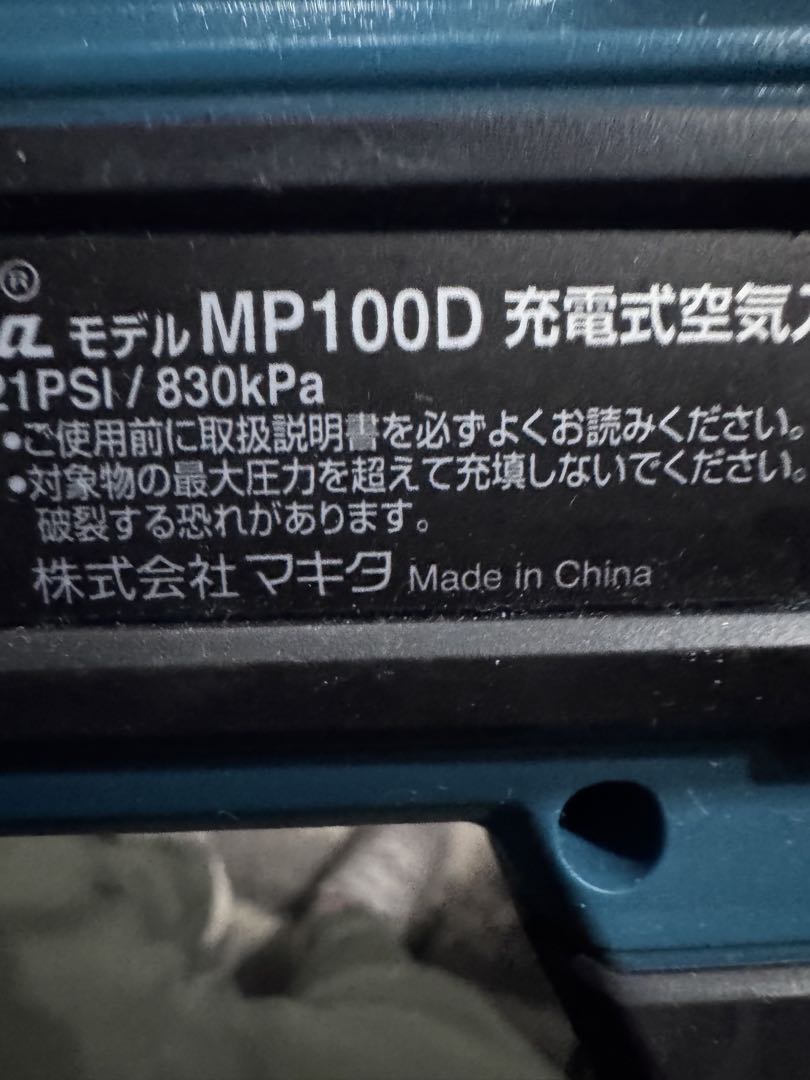 ®
a モデル MP100D 充電式空気入
21PSI / 830kPa
•ご使用前に取扱説明書を必ずよくお読みください。
•対象物の最大圧力を超えて充填しないでください。
破裂する恐れがあります。
株式会社 マキタ Made in China